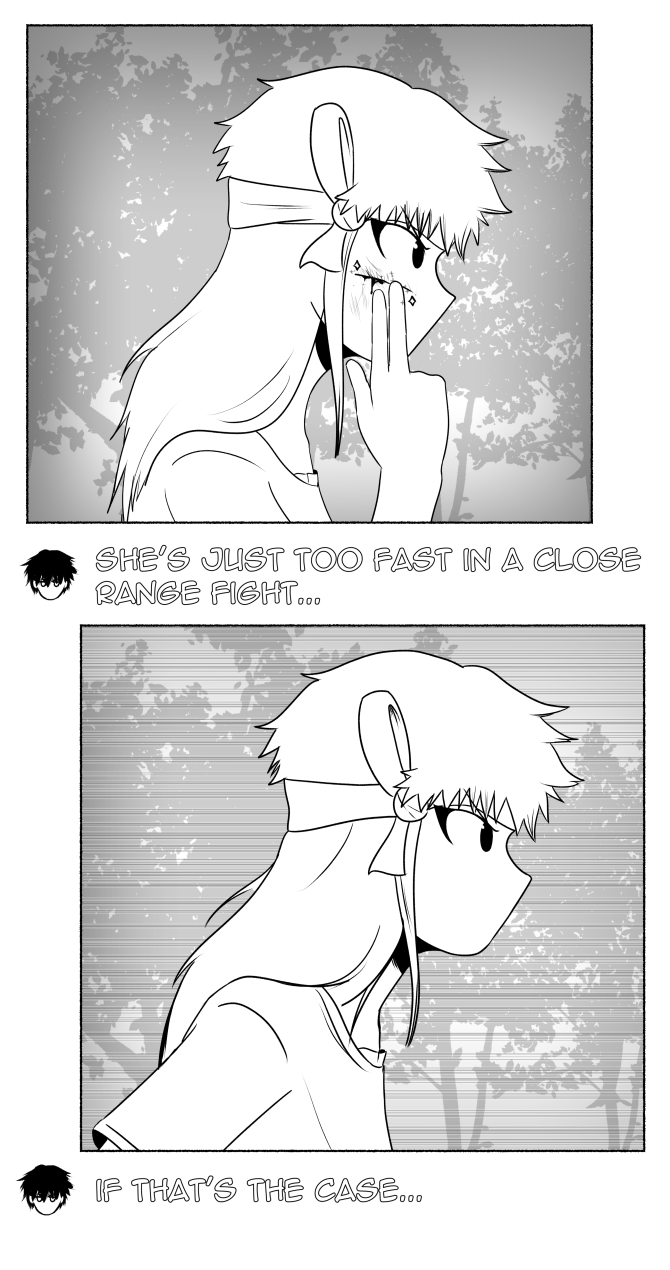 SHE'S JUST TOO FAST IN A CLOSE
RANGE FIGHT...
IF THAT'S THE CASE...